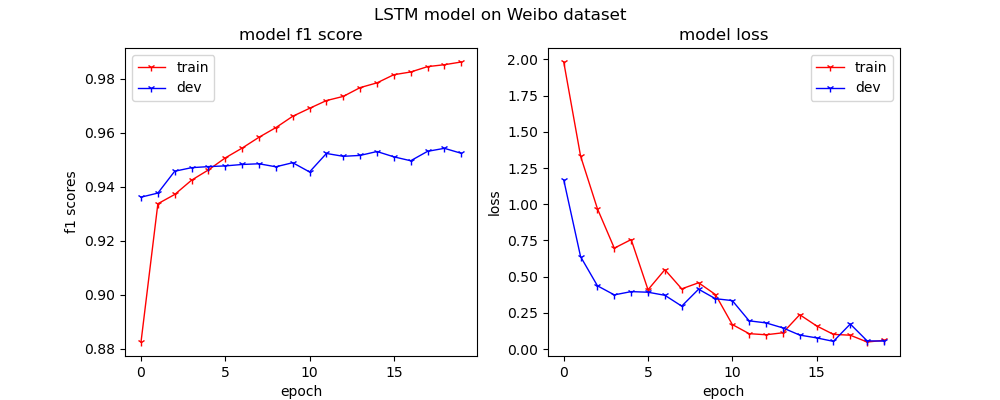 LSTM model on Weibo dataset
model f1 score
train
dev
0.98
0.96
0.94
0.92
0.90
0.88
f1 scores
0
5
10
15
epoch
model loss
train
dev
2.00
1.75
1.50
1.25
1.00
0.75
0.50
0.25
0.00
loss
0
5
10
15
epoch